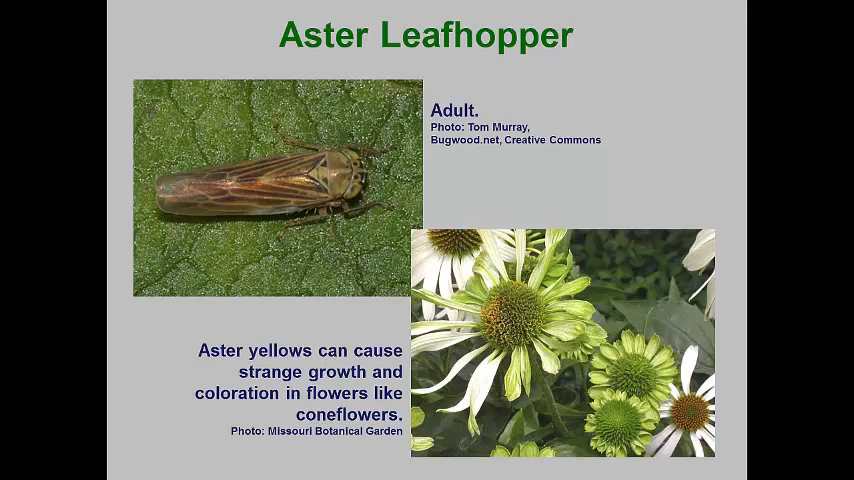 Aster Leafhopper
Adult.
Photo: Tom Murray,
Bugwood.net, Creative Commons
Aster yellows can cause
strange growth and
coloration in flowers like
coneflowers.
Photo: Missouri Botanical Garden